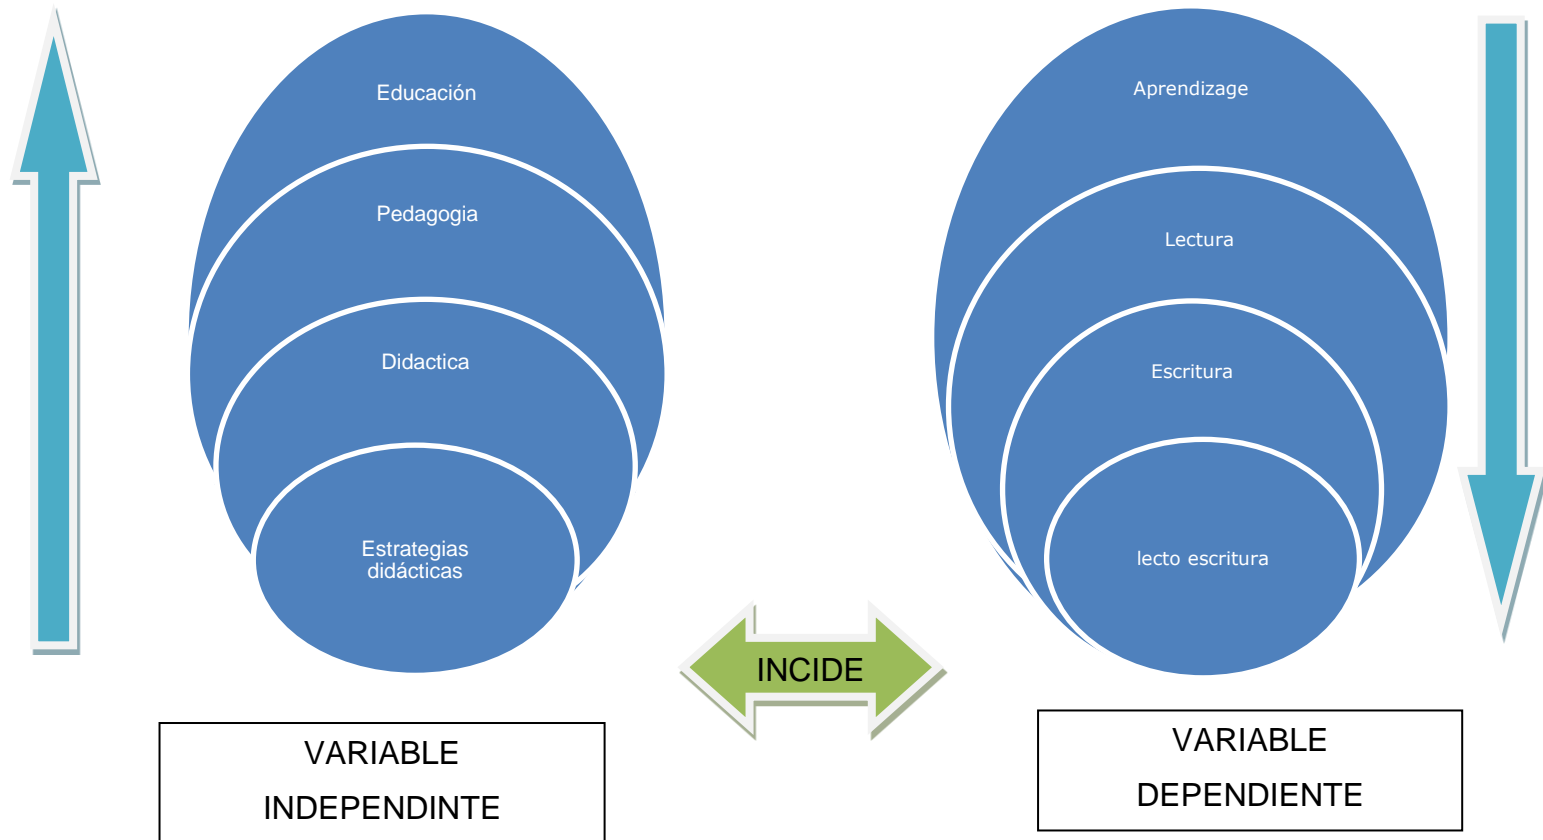 Educación
Pedagogia
Didactica
Estrategias
didácticas
Aprendizage
Lectura
Escritura
lecto escritura
INCIDE
VARIABLE
INDEPENDINTE
VARIABLE
DEPENDIENTE